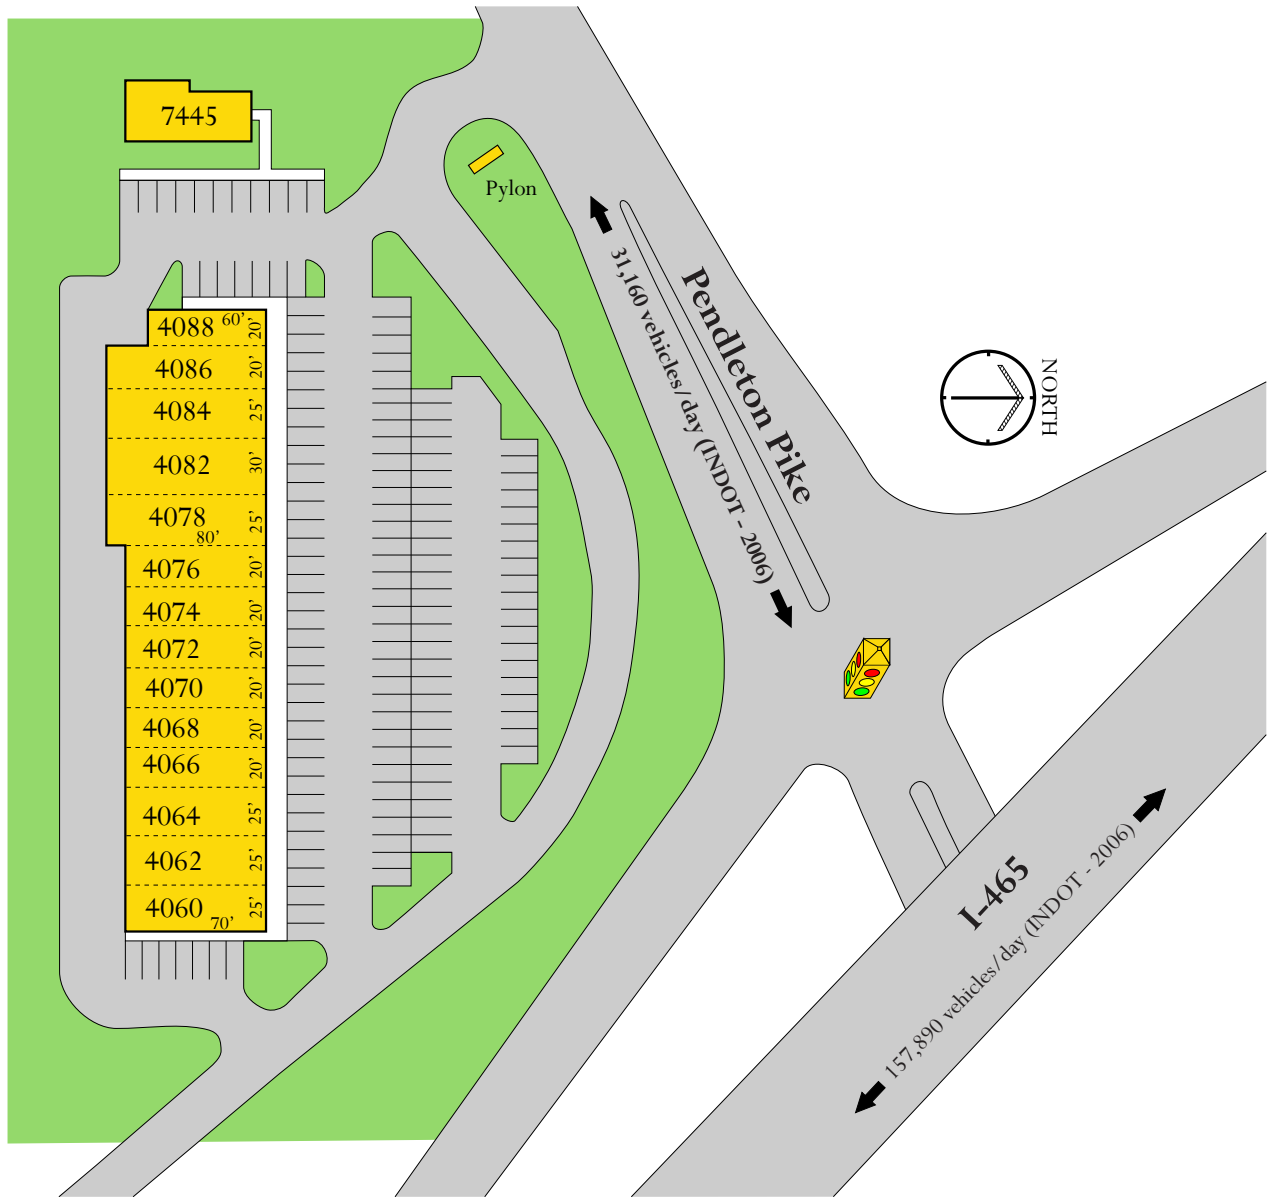 7445
Pylon
31,160 vehicles/day (INDOT - 2006)
Pendleton Pike
NORTH
4088 60' 20'
4086 20'
4084 25'
4082 30'
4078 25'
80'
4076 20'
4074 20'
4072 20'
4070 20'
4068 20'
4066 20'
4064 25'
4062 25'
4060 25'
70'
I-465
157,890 vehicles/day (INDOT - 2006)